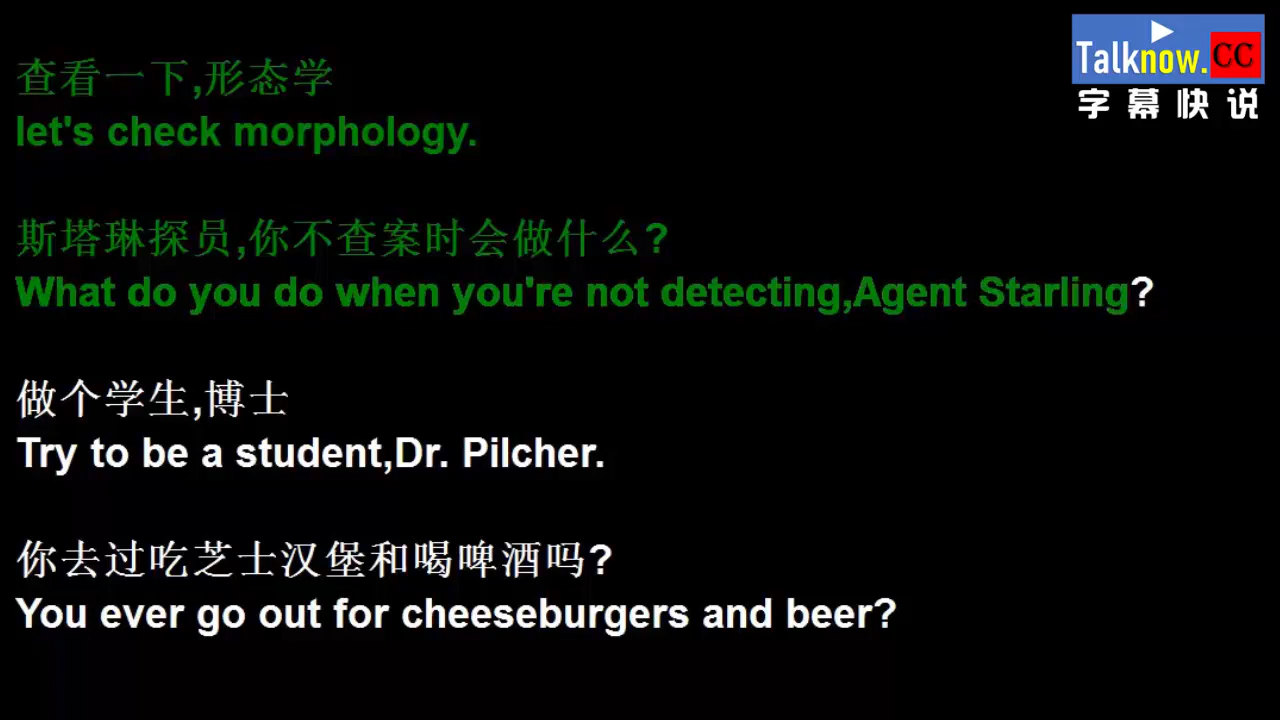 Talknow.CC
字幕快说
查看一下,形态学
let's check morphology.
斯塔琳探员,你不查案时会做什么?
What do you do when you're not detecting,Agent Starling?
做个学生,博士
Try to be a student,Dr. Pilcher.
你去过吃芝士汉堡和喝啤酒吗?
You ever go out for cheeseburgers and beer?